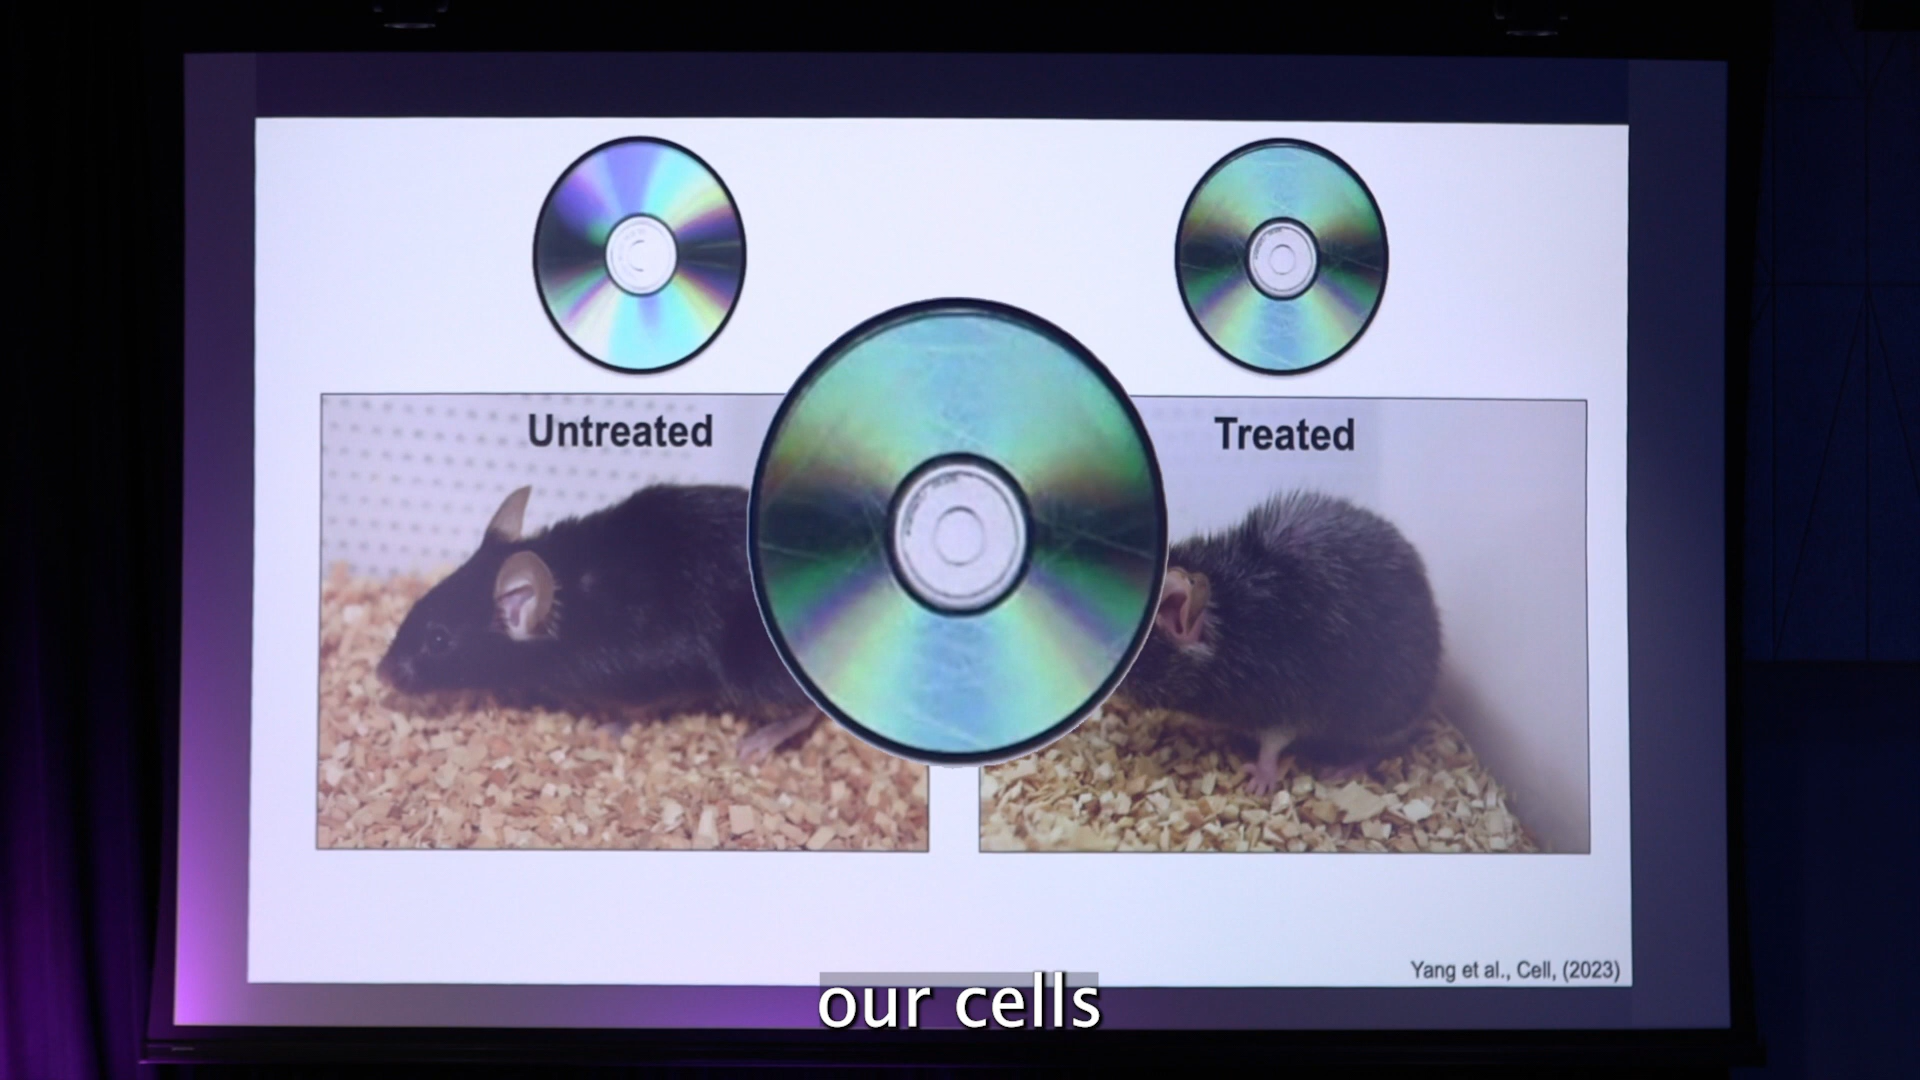 Untreated
Treated
Yang et al., Cell, (2023)
our cells